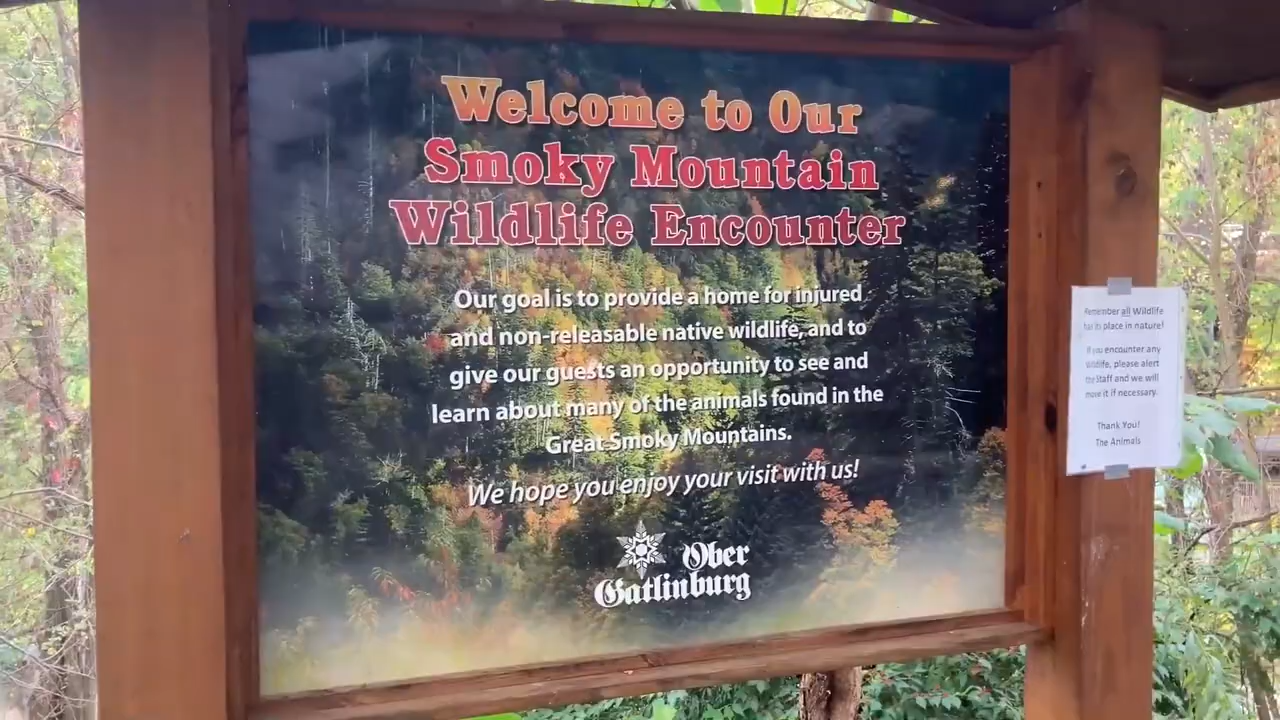 Welcome to Our
Smoky Mountain
Wildlife Encounter
Our goal is to provide a home for injured
and non-releasable native wildlife, and to
give our guests an opportunity to see and
learn about many of the animals found in the
Great Smoky Mountains.
We hope you enjoy your visit with us!
Ober
Gatlinburg
Remember all Wildlife
has its place in nature!
If you encounter any
Wildlife, please alert
the Staff and we will
move it if necessary.
Thank You!
The Animals